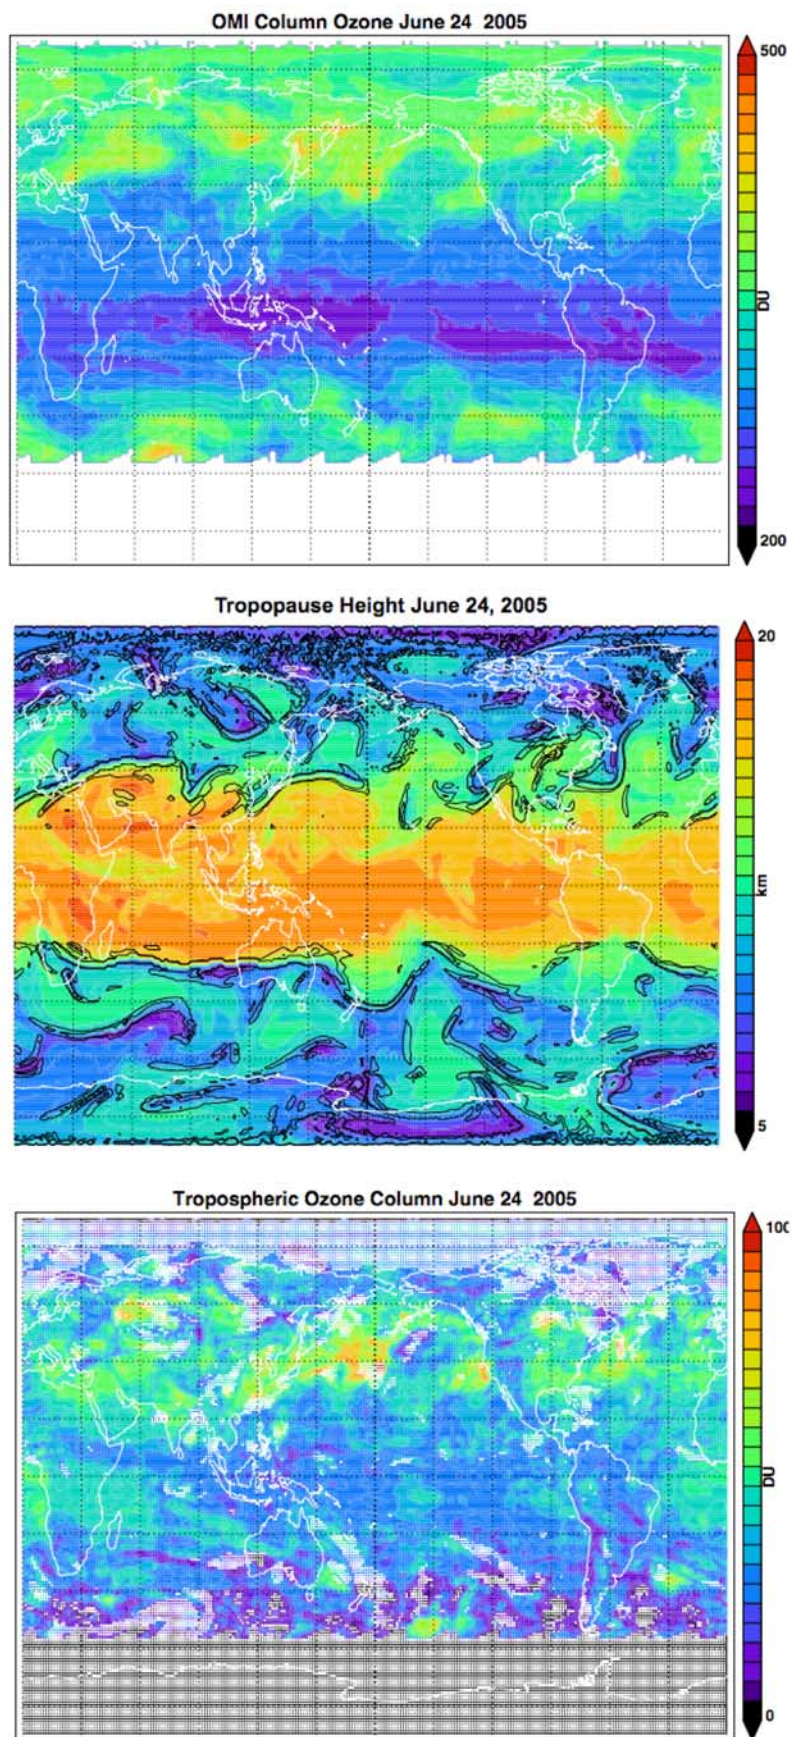 OMI Column Ozone June 24 2005
500
DU
200
Tropopause Height June 24, 2005
20
km
5
Tropospheric Ozone Column June 24 2005
100
DU
0